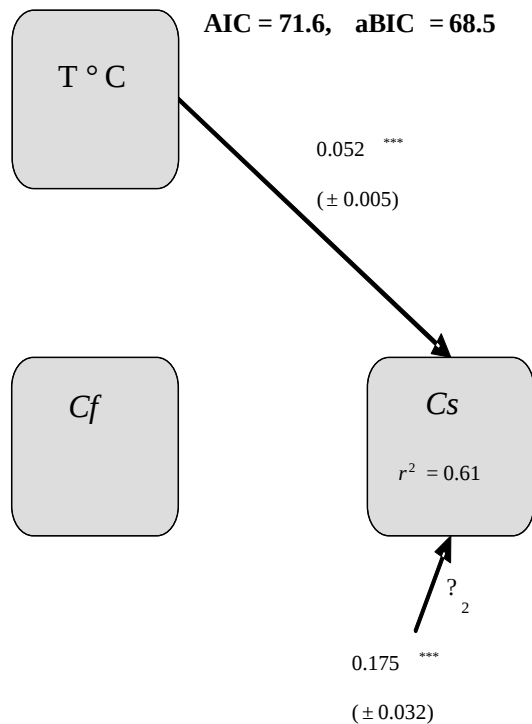 AIC = 71.6, aBIC = 68.5
T ° C
0.052 ***
(± 0.005)
Cf
Cs
r² = 0.61
?
2
0.175 ***
(± 0.032)